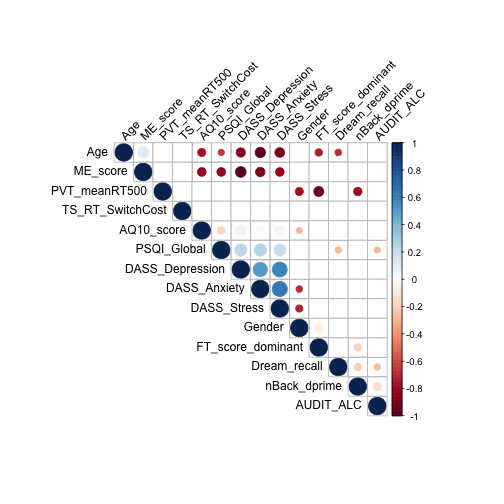 Age
ME_score
PVT_meanRT500
TS_RT_SwitchCost
AQ10_score
PSQI_Global
DASS_Depression
DASS_Anxiety
DASS_Stress
Gender
FT_score_dominant
Dream_recall
nBack_dprime
AUDIT_ALC
Age
ME_score
PVT_meanRT500
TS_RT_SwitchCost
AQ10_score
PSQI_Global
DASS_Depression
DASS_Anxiety
DASS_Stress
Gender
FT_score_dominant
Dream_recall
nBack_dprime
AUDIT_ALC
1
0.8
0.6
0.4
0.2
0
-0.2
-0.4
-0.6
-0.8
-1